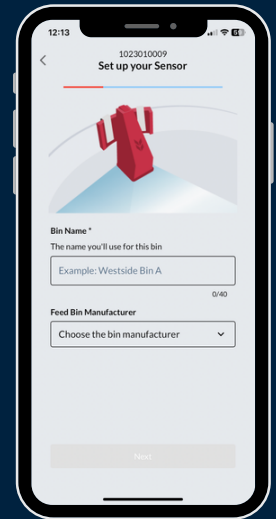 12:13
1023010009
Set up your Sensor
Bin Name *
The name you'll use for this bin
Example: Westside Bin A
0/40
Feed Bin Manufacturer
Choose the bin manufacturer
Next